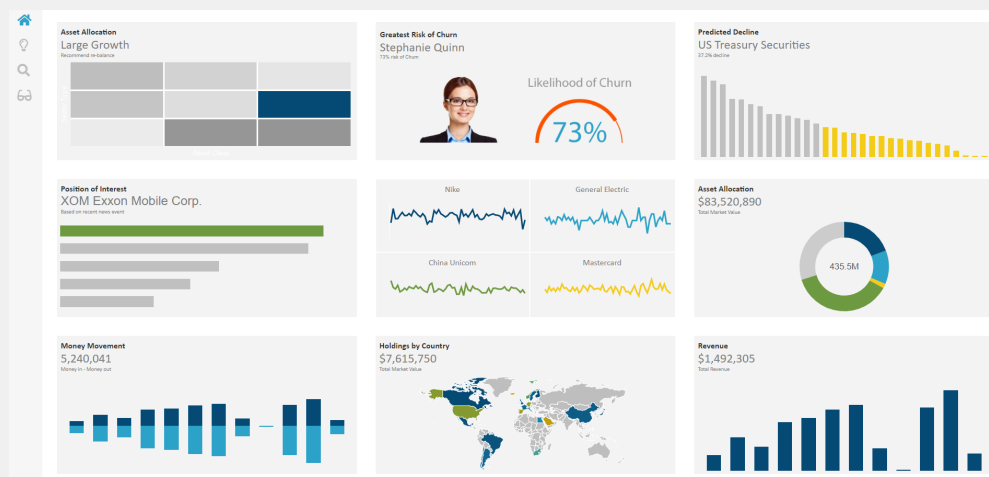 Asset Allocation
Large Growth
Recommend re-balance
Greatest Risk of Churn
Stephanie Quinn
73% risk of Churn
Likelihood of Churn
73%
Predicted Decline
US Treasury Securities
37.2% decline
Position of Interest
XOM Exxon Mobile Corp.
Based on recent news event
Nike
General Electric
China Unicom
Mastercard
Asset Allocation
$83,520,890
Total Market Value
435.5M
Money Movement
5,240,041
Money in - Money out
Holdings by Country
$7,615,750
Total Market Value
Revenue
$1,492,305
Total Revenue